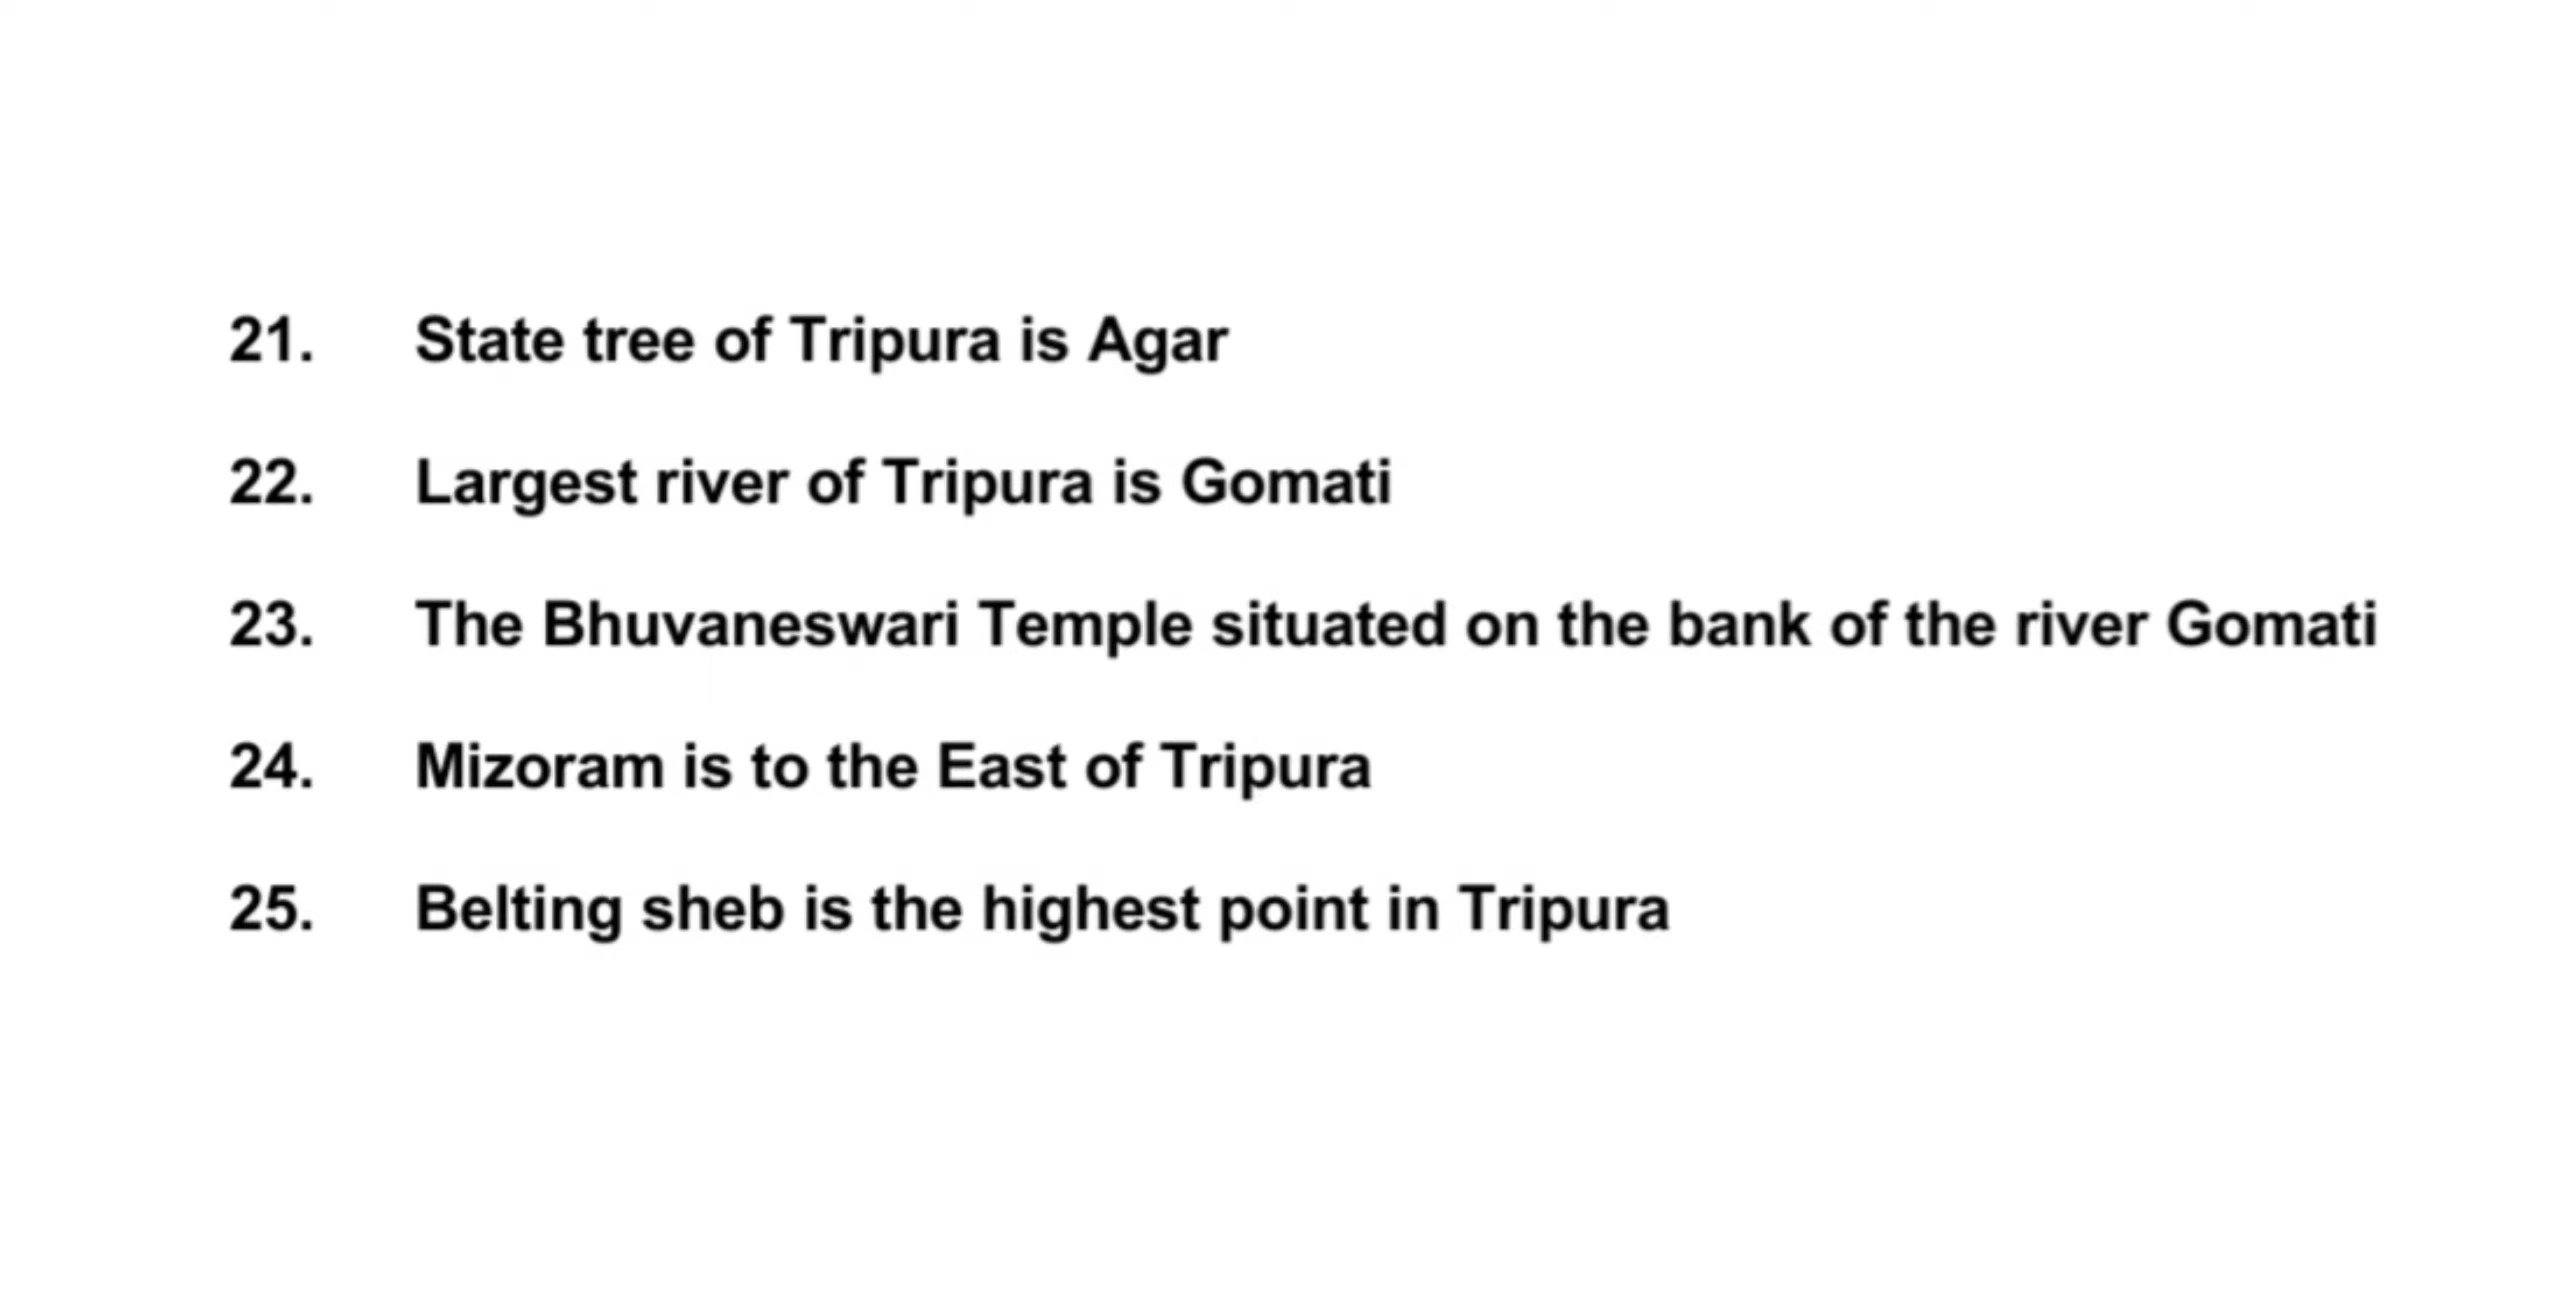 21. State tree of Tripura is Agar
22. Largest river of Tripura is Gomati
23. The Bhuvaneswari Temple situated on the bank of the river Gomati
24. Mizoram is to the East of Tripura
25. Belting sheb is the highest point in Tripura